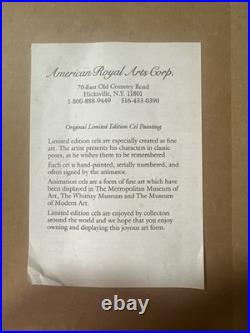 American Royal Arts Corp.
70-East Old Country Road
Hicksville, N.Y. 11801
1-800-888-9449 516-433-0390
Original Limited Edition Cel Painting
Limited edition cels are especially created as fine
art. The artist presents his characters in classic
poses, as he wishes them to be remembered
Each cel is hand-painted, serially numbered, and
often signed by the animator.
Animation cels are a form of fine art which have
been displayed in The Metropolitan Museum of
Art, The Whitney Museum and The Museum
of Modern Art.
Limited edition cels are enjoyed by collectors
around the world and we hope that you enjoy
owning and displaying this joyous art form.